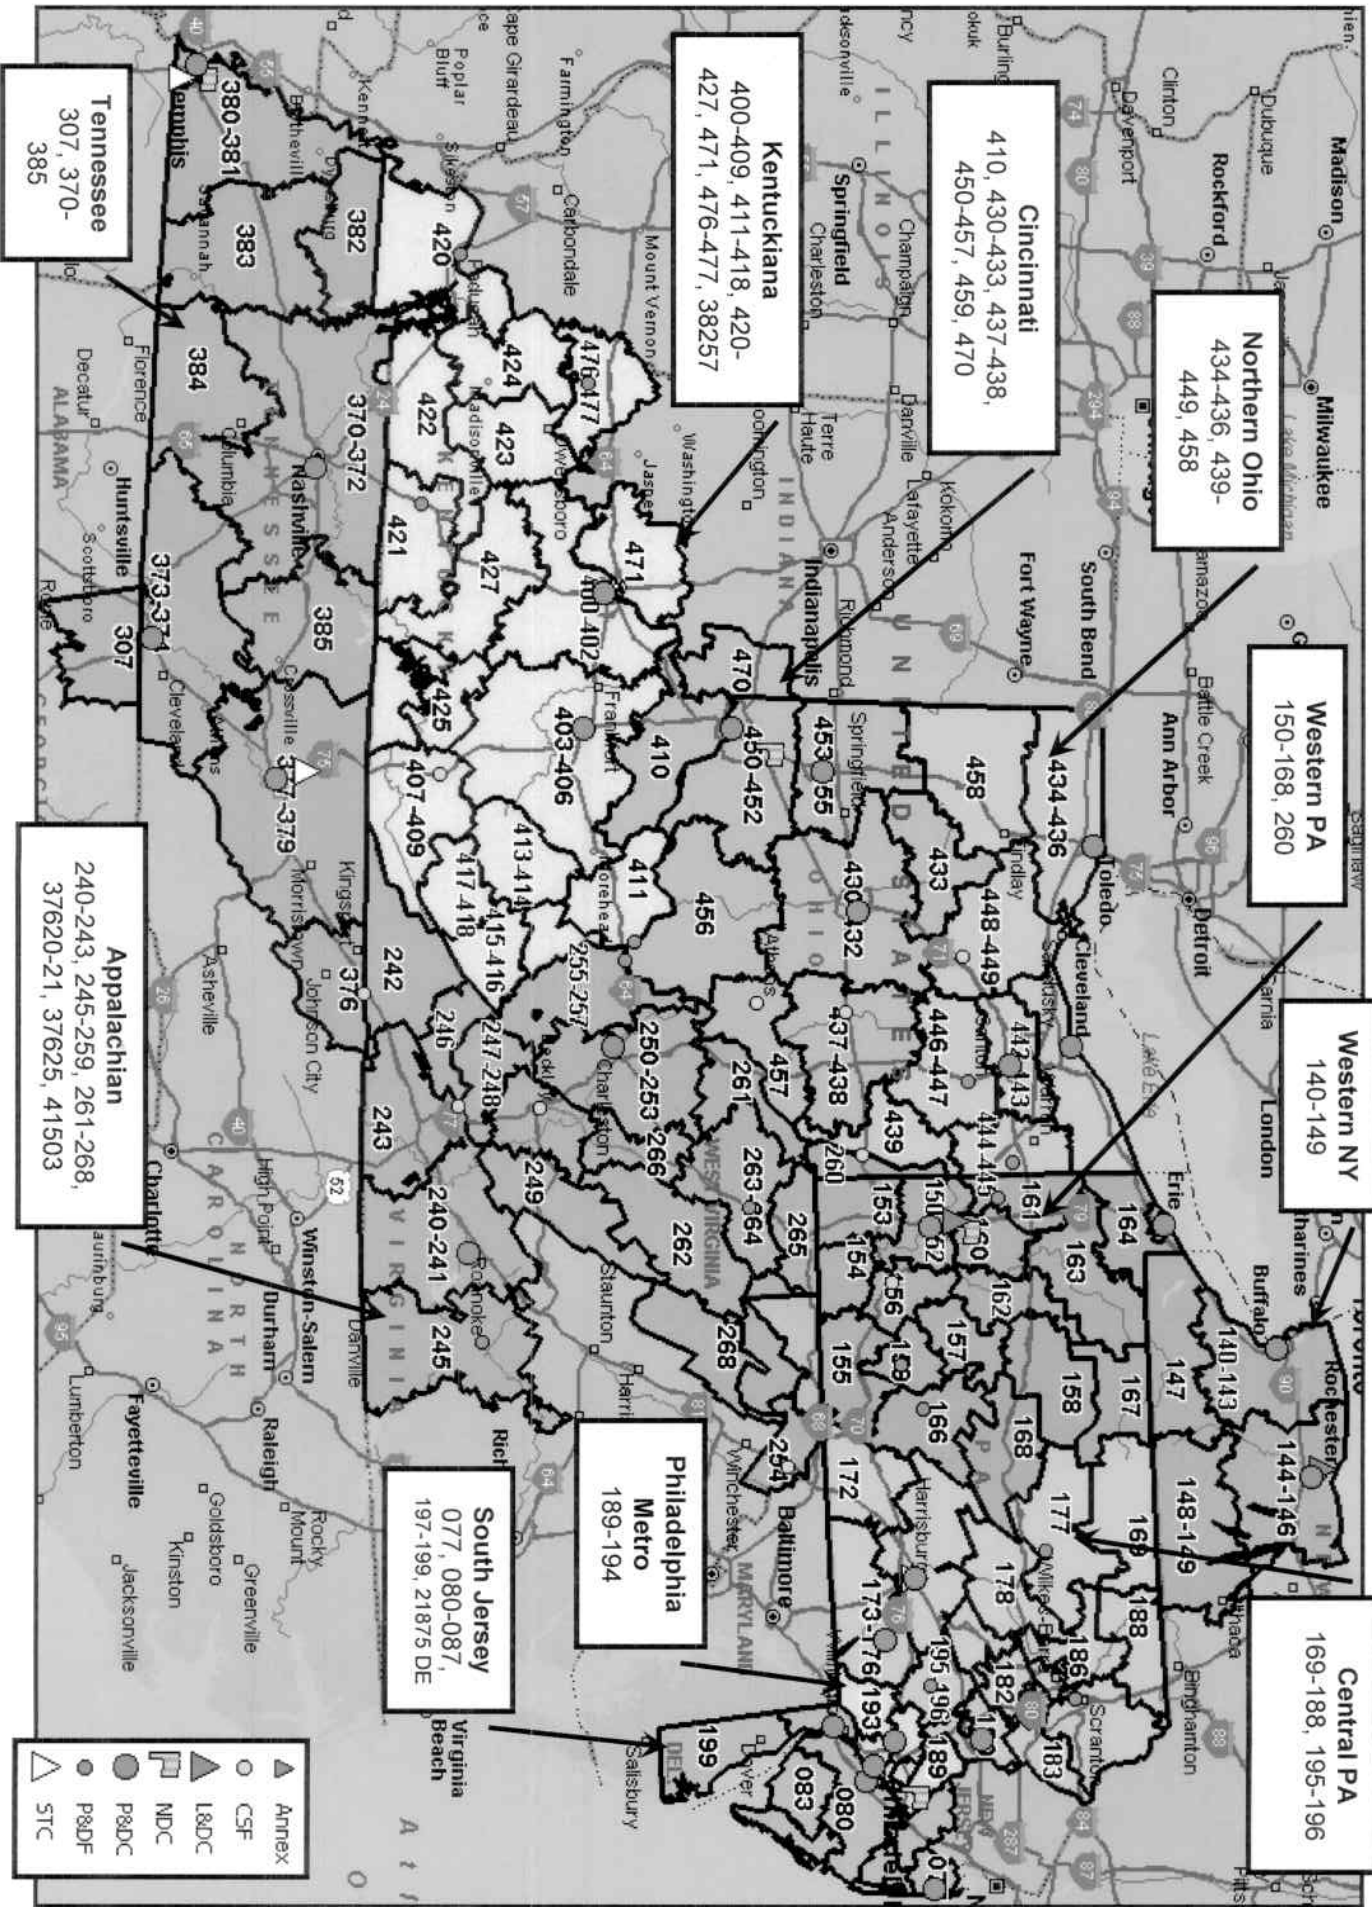 Northern Ohio
434-436, 439-
449, 458
Western PA
150-168, 260
Western NY
140-149
Central PA
169-188, 195-196
Cincinnati
410, 430-433, 437-438,
450-457, 459, 470
Kentuckiana
400-409, 411-418, 420-
427, 471, 476-477, 38257
Tennessee
307, 370-
385
Appalachian
240-243, 245-259, 261-268,
37620-21, 37625, 41503
Philadelphia
Metro
189-194
South Jersey
077, 080-087,
197-199, 21875 DE
Annex
CSF
L&DC
NDC
P&DC
P&DF
STC
Madison
Milwaukee
Dubuque
Rockford
Clinton
Davenport
Lake Michigan
South Bend
Battle Creek
Ann Arbor
Detroit
Toledo
London
Lake Erie
Cleveland
Erie
Buffalo
Rochester
Binghamton
Scranton
ILLINOIS
Springfield
Champaign
Charleston
Danville
Lafayette
Kokomo
Anderson
Fort Wayne
Indianapolis
Richmond
Terre
Haute
INDIANA
UNITED STATES
Springfield
OHIO
Farmington
Carbondale
Mount Vernon
Cape Girardeau
Poplar
Bluff
Madisonville
Washington
Jasper
KENTUCKY
Frankfort
Charleston
WEST VIRGINIA
Staunton
Winchester
Baltimore
MARYLAND
Harrisburg
Salisbury
Nashville
TENNESSEE
Columbia
Savannah
Crossville
Cleveland
Morristown
Johnson City
Roanoke
VIRGINIA
Danville
Virginia
Beach
Florence
Decatur
ALABAMA
Huntsville
Scottsboro
Asheville
Charlotte
High Point
Winston-Salem
Durham
Raleigh
NORTH
CAROLINA
Fayetteville
Lumberton
Goldsboro
Kinston
Rocky
Mount
Greenville
Jacksonville
434-436
458
433
448-449
446-447
442-443
444-445
439
437-438
430-432
453-455
450-452
456
457
470
410
411
403-406
413-414
415-416
417-418
407-409
425
400-402
471
427
421
422
423
424
476-477
420
380-381
382
383
384
370-372
385
373-374
307
377-379
376
242
243
246
247-248
249
240-241
245
250-253
255-257
261
262
263-264
265
266
268
254
260
153
154
155
150-152
160
161
162
163
164
156
157
158
159
166
167
168
147
140-143
144-146
148-149
169
172
177
178
173-176
188
186
182
183
195-196
193
189
199
080
083